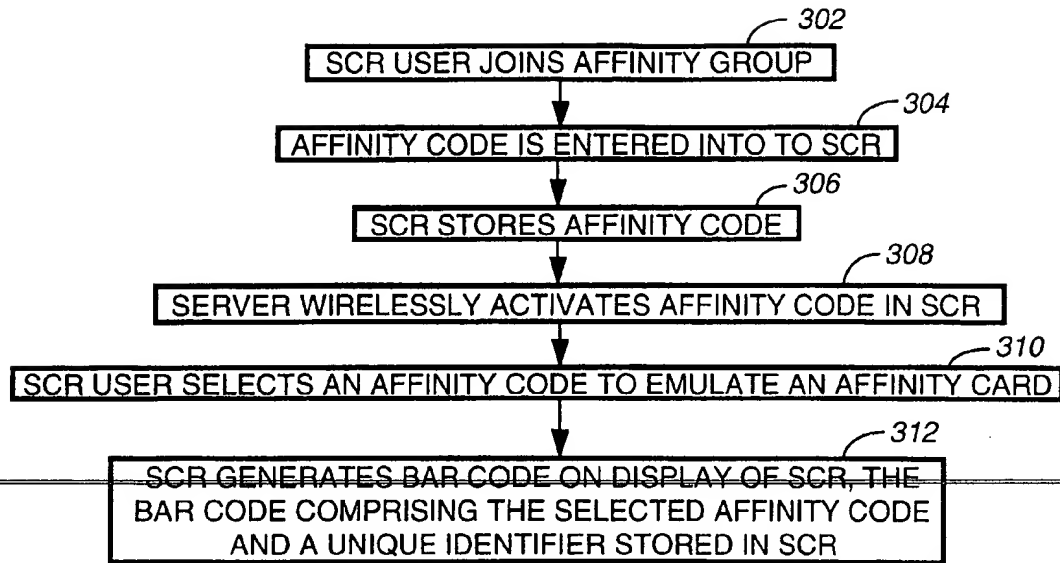 302
SCR USER JOINS AFFINITY GROUP
304
AFFINITY CODE IS ENTERED INTO TO SCR
306
SCR STORES AFFINITY CODE
308
SERVER WIRELESSLY ACTIVATES AFFINITY CODE IN SCR
310
SCR USER SELECTS AN AFFINITY CODE TO EMULATE AN AFFINITY CARD
312
SCR GENERATES BAR CODE ON DISPLAY OF SCR, THE
BAR CODE COMPRISING THE SELECTED AFFINITY CODE
AND A UNIQUE IDENTIFIER STORED IN SCR